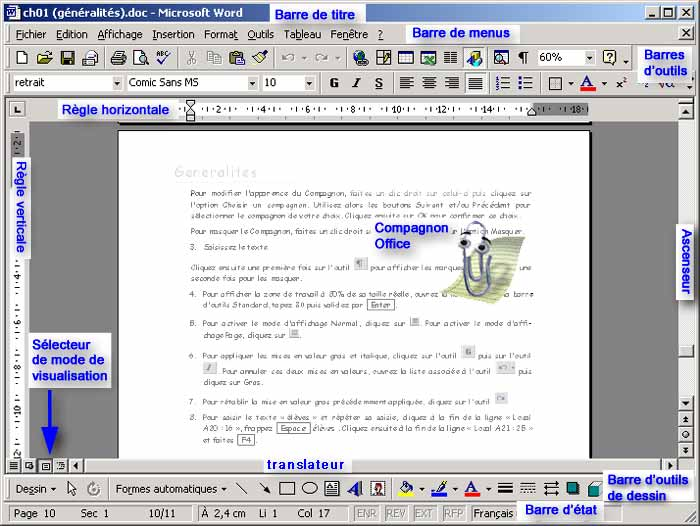 ch01 (généralités).doc - Microsoft Word
Barre de titre
Fichier Edition Affichage Insertion Format Outils Tableau Fenêtre ?
Barre de menus
60%
Barres d'outils
retrait Comic Sans MS 10 G I S
Règle horizontale
2 4 6 8 10 12 14 18
Règle verticale
Généralités
Pour modifier l'apparence du Compagnon, faites un clic droit sur celui-ci puis cliquez sur
l'option Choisir un compagnon. Utilisez alors les boutons Suivant et/ou Précédent pour
sélectionner le compagnon de votre choix. Cliquez ensuite sur OK pour confirmer ce choix.
Pour masquer le Compagnon, faites un clic droit option Masquer.
Compagnon
Office
3. Saisissez le texte
Cliquez ensuite une première fois sur l'outil ¶ pour afficher les marques une
seconde fois pour les masquer.
4. Pour afficher la zone de travail à 80% de sa taille réelle, ouvrez la barre
d'outils Standard, tapez 80 puis validez par Enter.
5. Pour activer le mode d'affichage Normal, cliquez sur . Pour activer le mode d'affi-
chage Page, cliquez sur .
6. Pour appliquer les mises en valeur gras et italique, cliquez sur l'outil G puis sur l'outil
I . Pour annuler ces deux mises en valeurs, ouvrez la liste associée à l'outil puis
cliquez sur Gras.
7. Pour rétablir la mise en valeur gras précédemment appliquée, cliquez sur l'outil .
8. Pour saisir le texte « élèves » et répéter sa saisie, cliquez à la fin de la ligne « Local
A20 : 16 », frappez Espace élèves . Cliquez ensuite à la fin de la ligne « Local A21 : 25 »
et faites F4.
Ascenseur
Sélecteur
de mode de
visualisation
translateur
Dessin Formes automatiques
Barre d'outils
de dessin
Page 10 Sec 1 10/11 À 2,4 cm Li 1 Col 17 ENR REV EXT RFP Français
Barre d'état